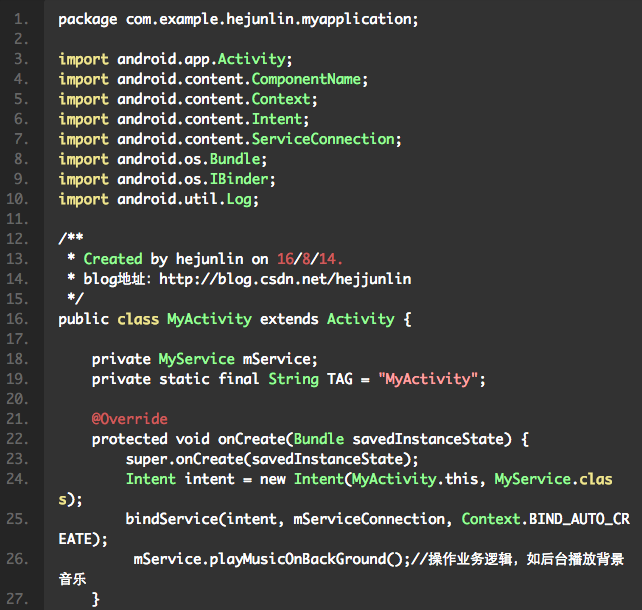 1. package com.example.hejunlin.myapplication;
2.
3. import android.app.Activity;
4. import android.content.ComponentName;
5. import android.content.Context;
6. import android.content.Intent;
7. import android.content.ServiceConnection;
8. import android.os.Bundle;
9. import android.os.IBinder;
10. import android.util.Log;
11.
12. /**
13.  * Created by hejunlin on 16/8/14.
14.  * blog地址: http://blog.csdn.net/hejjunlin
15.  */
16. public class MyActivity extends Activity {
17.
18.     private MyService mService;
19.     private static final String TAG = "MyActivity";
20.
21.     @Override
22.     protected void onCreate(Bundle savedInstanceState) {
23.         super.onCreate(savedInstanceState);
24.         Intent intent = new Intent(MyActivity.this, MyService.clas
s);
25.         bindService(intent, mServiceConnection, Context.BIND_AUTO_CR
EATE);
26.          mService.playMusicOnBackGround();//操作业务逻辑，如后台播放背景
音乐
27.     }